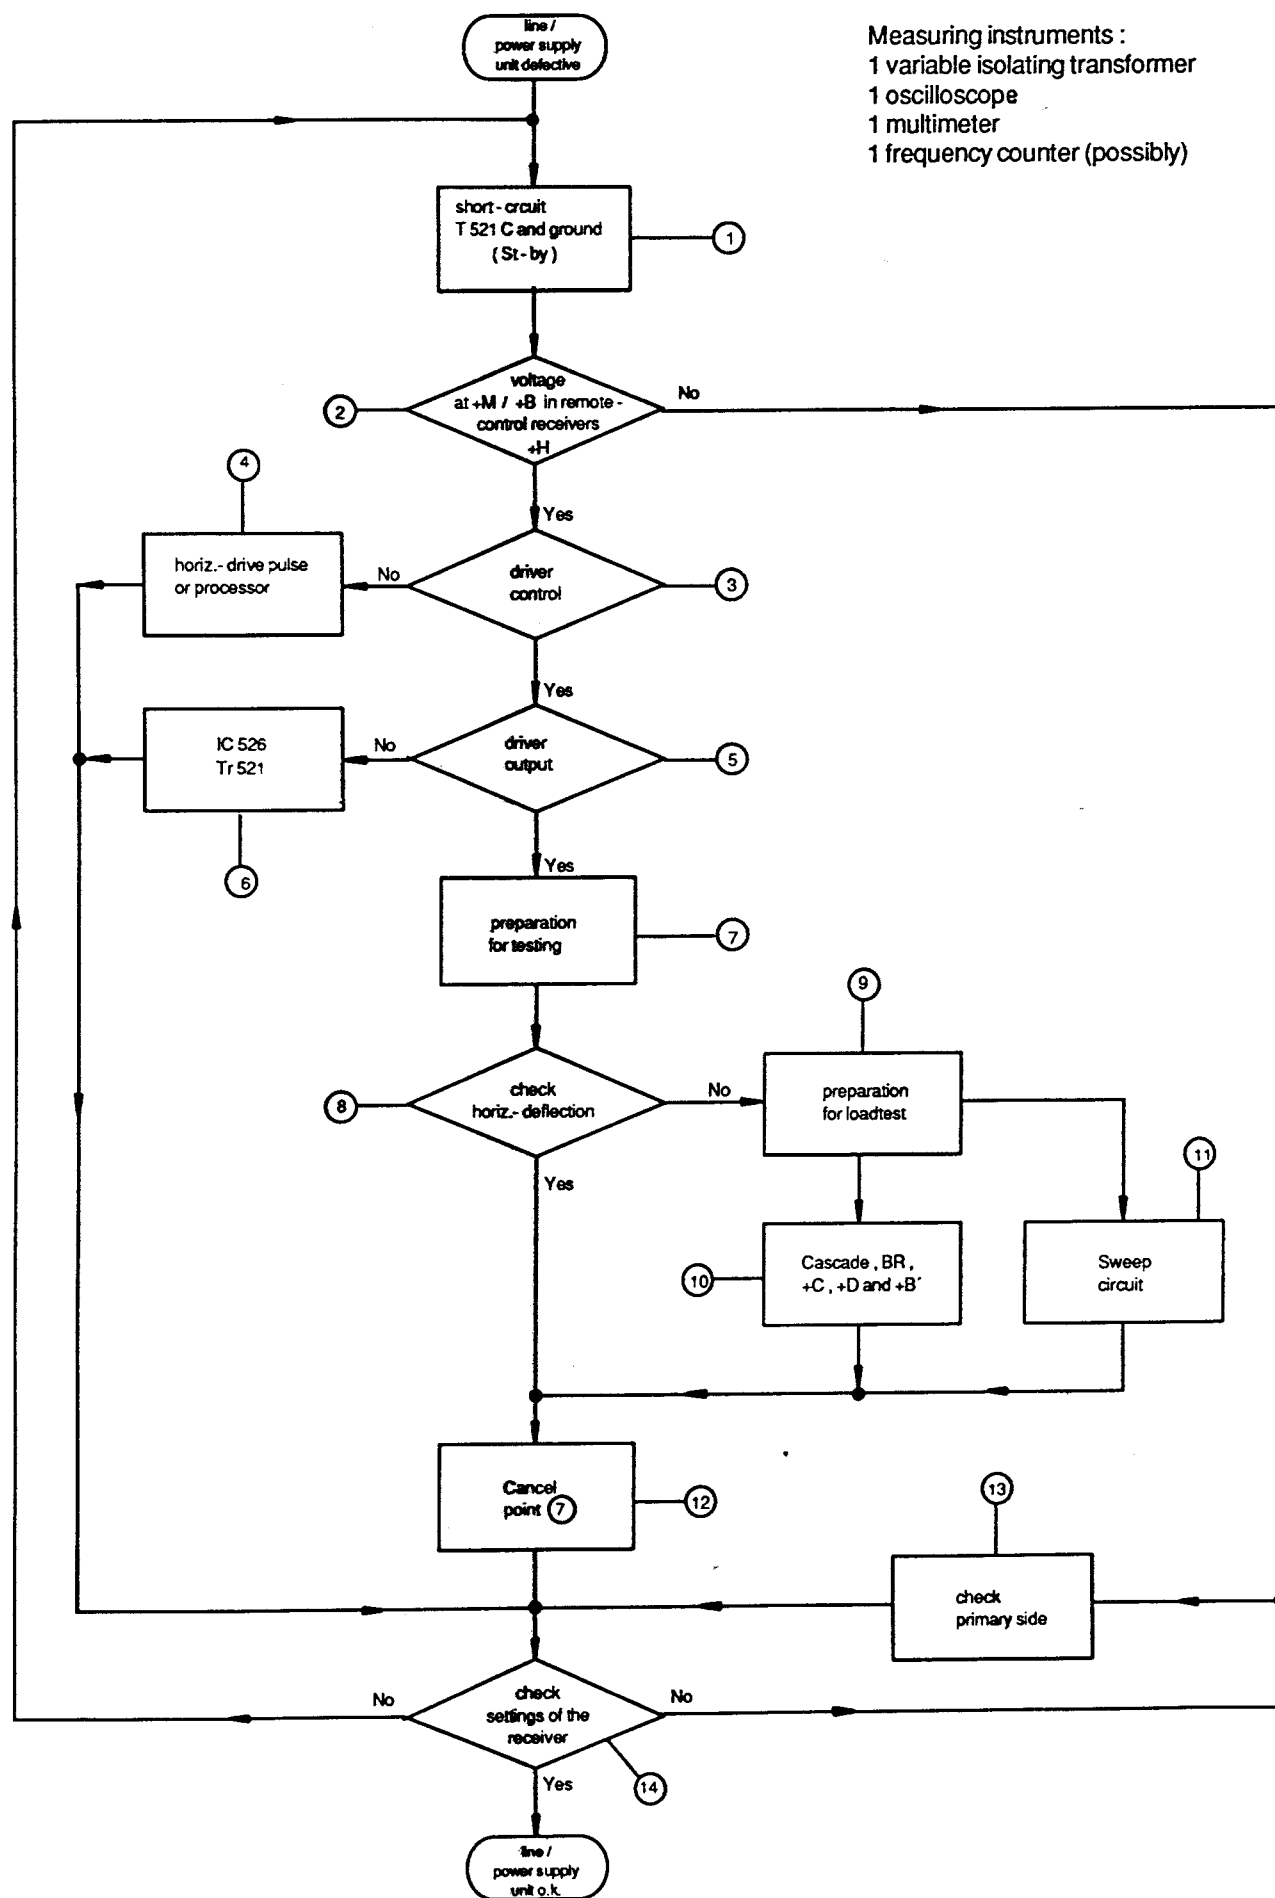 line /
power supply
unit defective
Measuring instruments :
1 variable isolating transformer
1 oscilloscope
1 multimeter
1 frequency counter (possibly)
short - crcuit
T 521 C and ground
( St - by )
1
voltage
at +M / +B in remote -
control receivers
+H
2
No
Yes
4
horiz.- drive pulse
or processor
No
driver
control
3
Yes
IC 526
Tr 521
No
driver
output
5
6
Yes
preparation
for testing
7
9
check
horiz.- deflection
8
No
preparation
for loadtest
Yes
11
10
Cascade , BR ,
+C , +D and +B´
Sweep
circuit
Cancel
point 7
12
13
check
primary side
No
check
settings of the
receiver
No
14
Yes
line /
power supply
unit o.k.